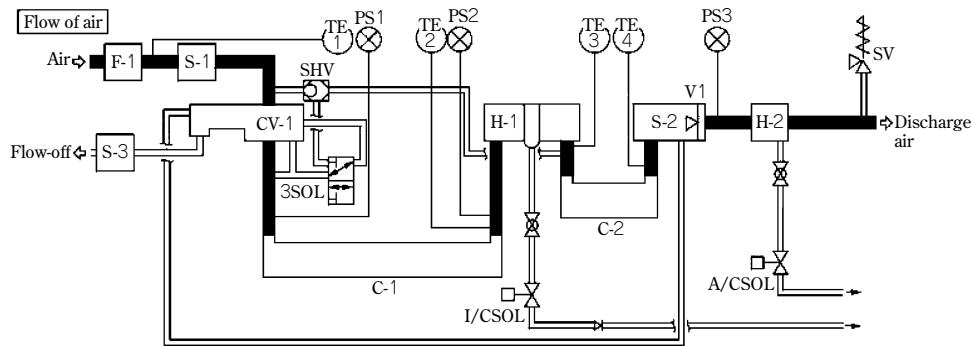 Flow of air
TE 1
PS1
TE 2
PS2
TE 3
TE 4
PS3
SV
Air
F-1
S-1
SHV
V1
CV-1
H-1
S-2
H-2
Discharge air
Flow-off
S-3
3SOL
C-2
C-1
A/CSOL
I/CSOL